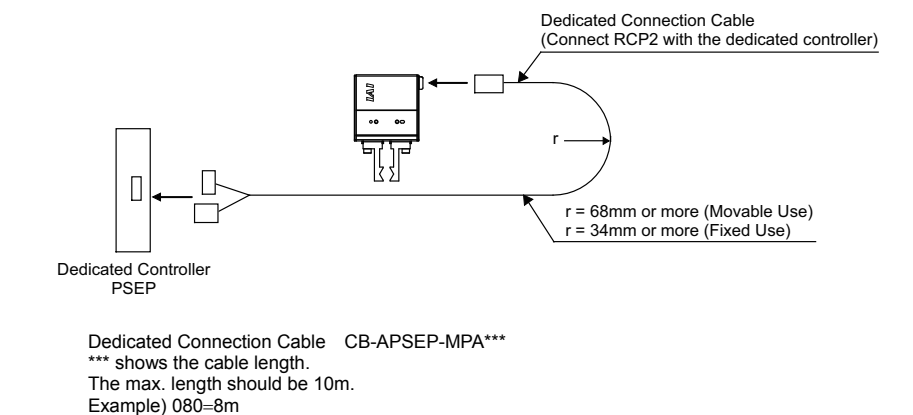 Dedicated Connection Cable
(Connect RCP2 with the dedicated controller)
IAI
r
r = 68mm or more (Movable Use)
r = 34mm or more (Fixed Use)
Dedicated Controller
PSEP
Dedicated Connection Cable CB-APSEP-MPA***
*** shows the cable length.
The max. length should be 10m.
Example) 080=8m